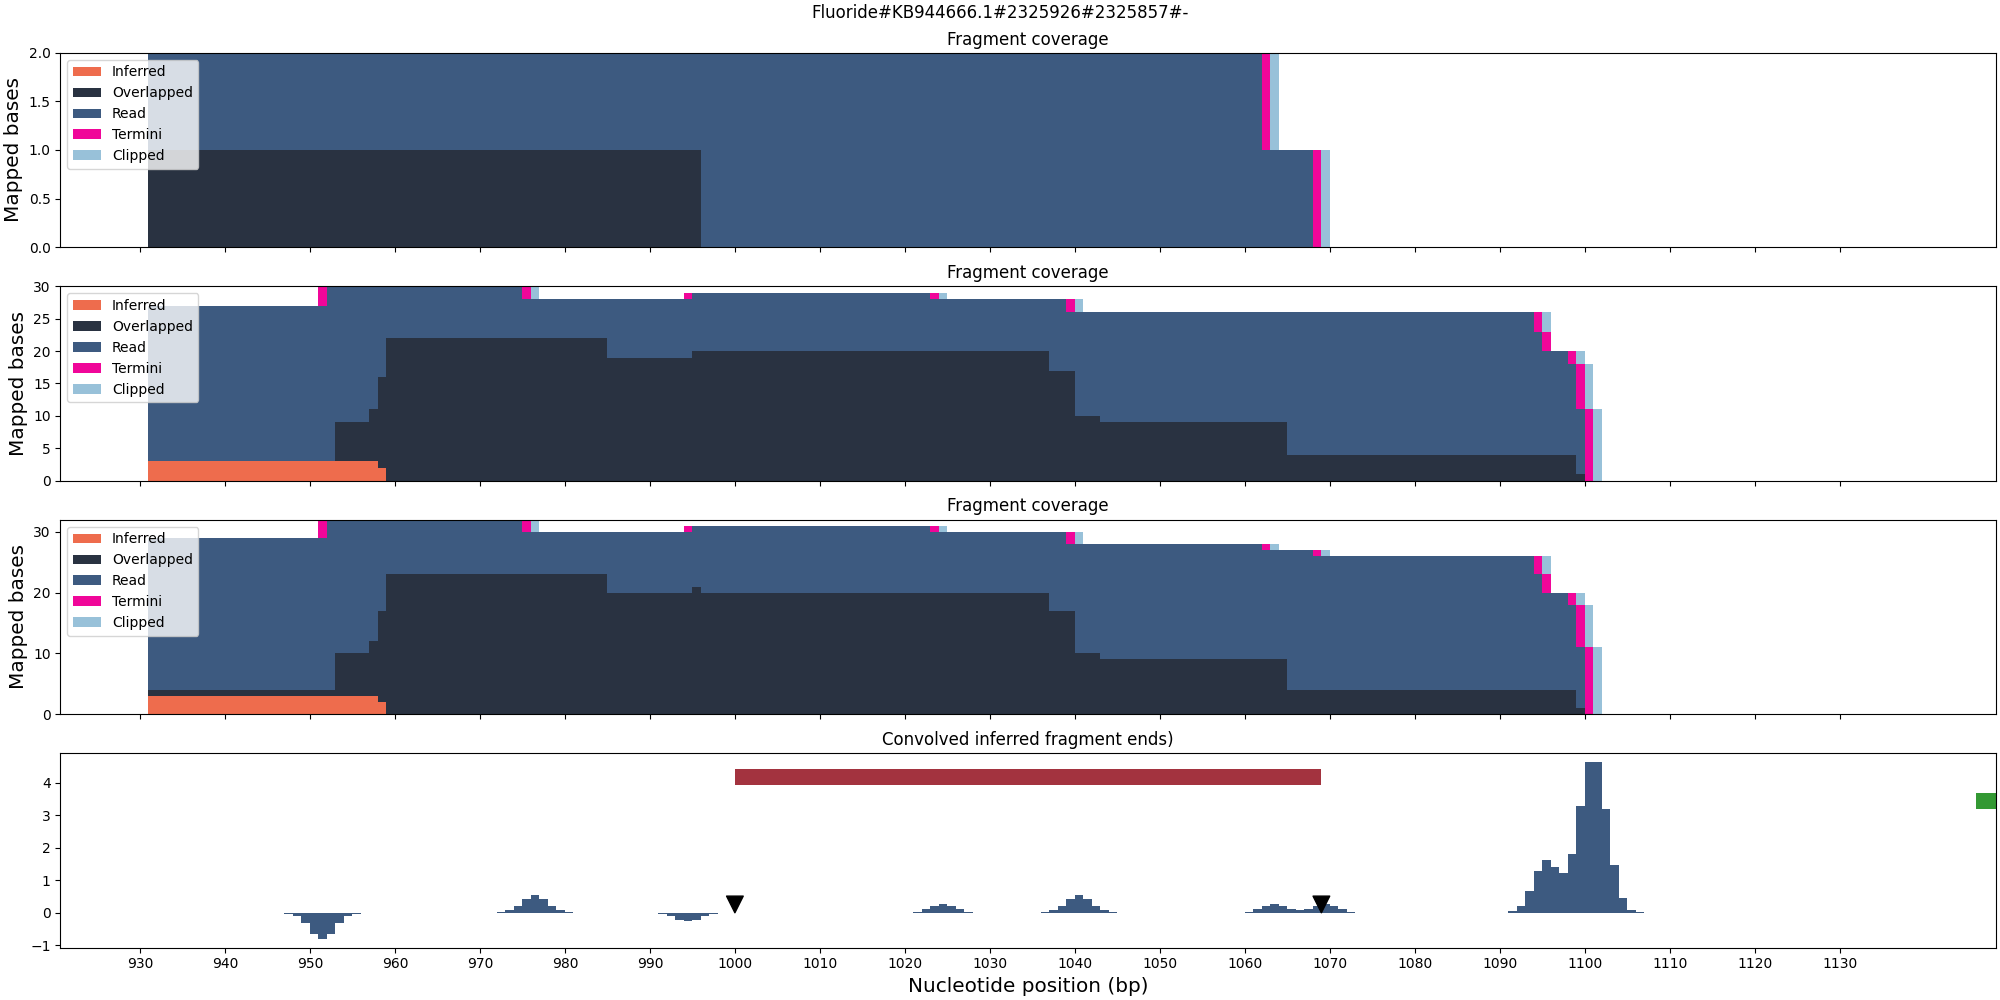 Fluoride#KB944666.1#2325926#2325857#-
Fragment coverage
Mapped bases
2.0
1.5
1.0
0.5
0.0
Inferred
Overlapped
Read
Termini
Clipped
Fragment coverage
Mapped bases
30
25
20
15
10
5
0
Inferred
Overlapped
Read
Termini
Clipped
Fragment coverage
Mapped bases
30
20
10
0
Inferred
Overlapped
Read
Termini
Clipped
Convolved inferred fragment ends)
4
3
2
1
0
−1
930 940 950 960 970 980 990 1000 1010 1020 1030 1040 1050 1060 1070 1080 1090 1100 1110 1120 1130
Nucleotide position (bp)